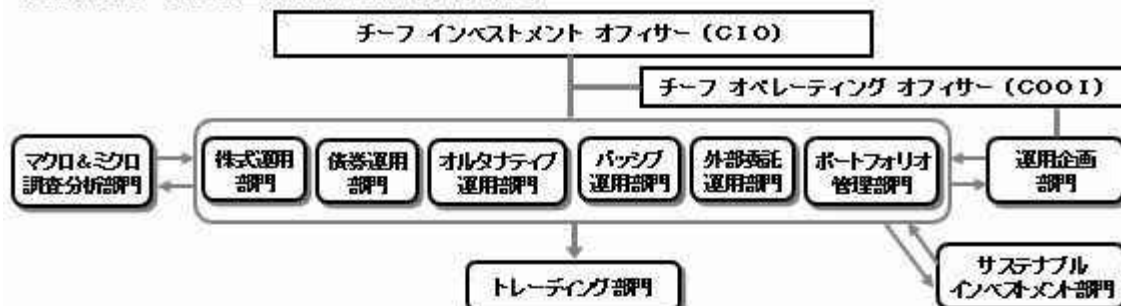 チーフ インベストメント オフィサー (CIO)
チーフ オペレーティング オフィサー (COOI)
マクロ&ミクロ
調査分析部門
株式運用
部門
債券運用
部門
オルタナティブ
運用部門
パッシブ
運用部門
外部委託
運用部門
ポートフォリオ
管理部門
運用企画
部門
トレーディング部門
サステナブル
インベストメント部門